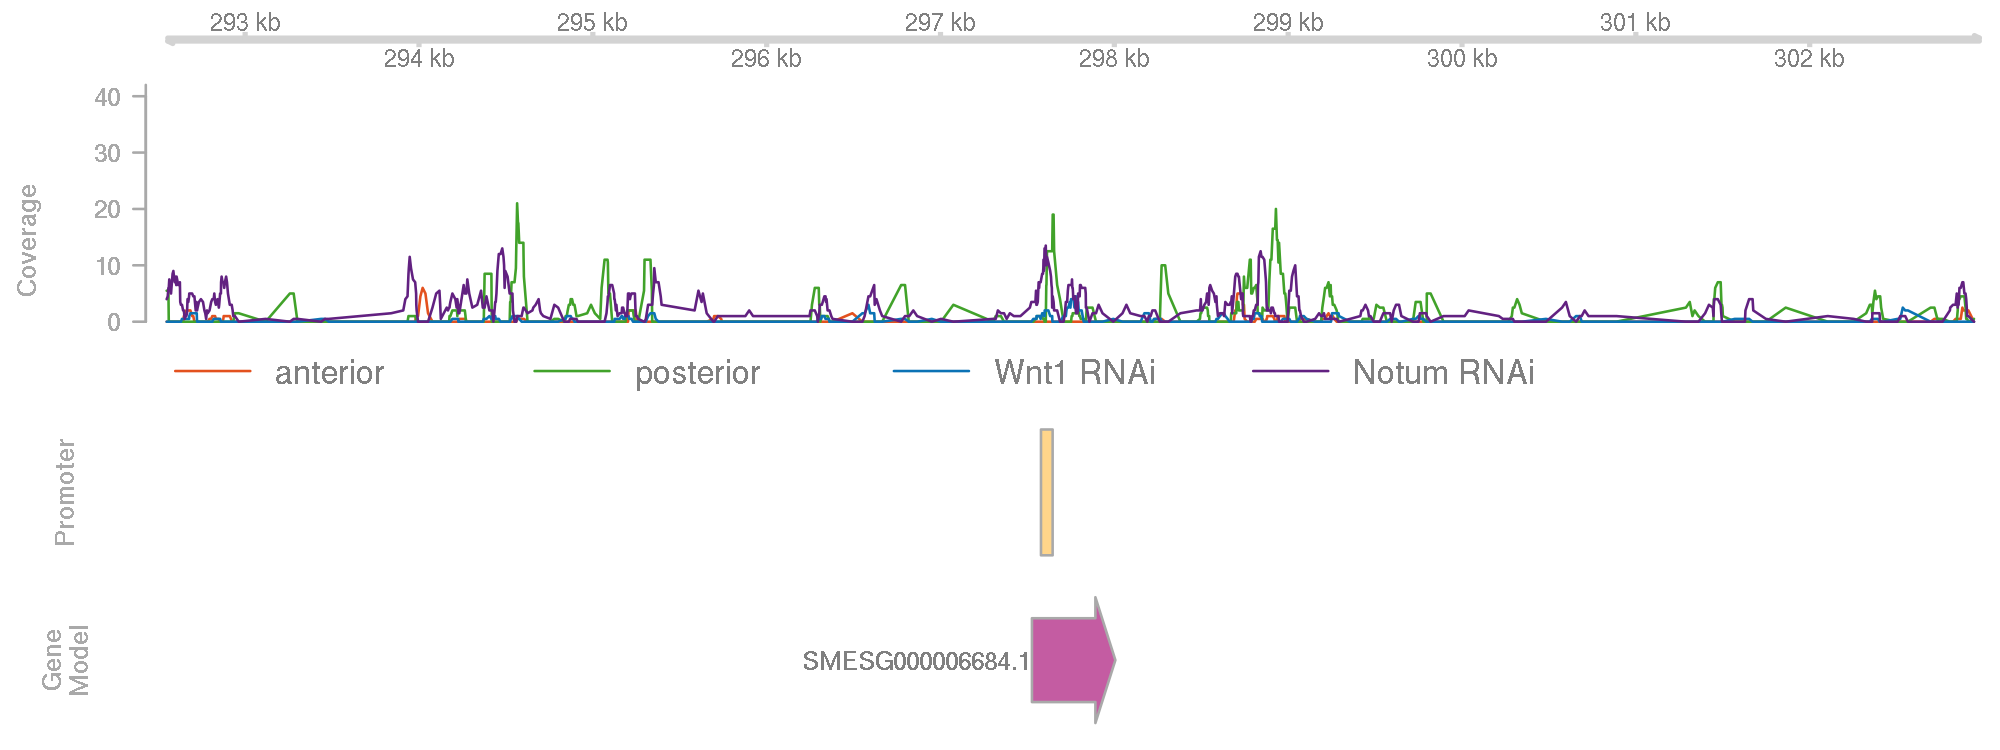 293 kb 295 kb 297 kb 299 kb 301 kb
294 kb 296 kb 298 kb 300 kb 302 kb
40
30
20
10
0
Coverage
anterior posterior Wnt1 RNAi Notum RNAi
Promoter
Gene
Model
SMESG000006684.1